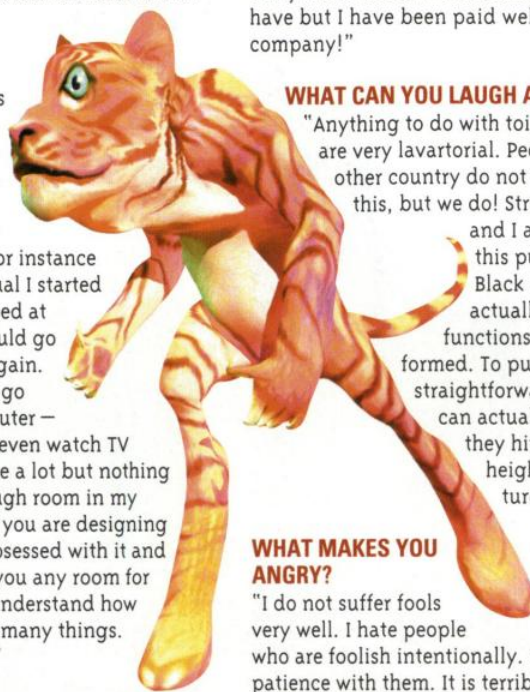 s
or instance
ual I started
ed at
uld go
gain.
go
uter —
even watch TV
e a lot but nothing
ugh room in my
you are designing
bsessed with it and
you any room for
nderstand how
many things.
have but I have been paid wel
company!"
WHAT CAN YOU LAUGH A
"Anything to do with toi
are very lavartorial. Peo
other country do not
this, but we do! Str
and I a
this pu
Black
actuall
functions
formed. To pu
straightforwa
can actua
they hi
heigh
tur
WHAT MAKES YOU
ANGRY?
"I do not suffer fools
very well. I hate people
who are foolish intentionally.
patience with them. It is terrib